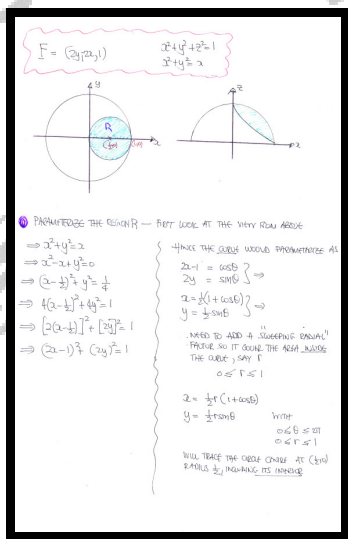 F = (2y, 2x, 1)
x²+y²+z²=1
x²+y² = x
y
R
(½,0)
(1,0)
x
z
x
a) PARAMETERIZE THE REGION R — FIRST LOOK AT THE VIEW FROM ABOVE
⇒ x²+y²=x
⇒ x²-x+y²=0
⇒ (x-½)²+y²=¼
⇒ 4(x-½)²+4y²=1
⇒ [2(x-½)]²+[2y]²=1
⇒ (2x-1)²+(2y)²=1
HENCE THE CURVE WOULD PARAMETRIZE AS
2x-1 = cosθ
2y = sinθ } ⇒
x=½(1+cosθ)
y=½sinθ } ⇒
NEED TO ADD A "SWEEPING RADIAL"
FACTOR SO IT COVER THE AREA INSIDE
THE CURVE, SAY r
0 ≤ r ≤ 1
x = ½r(1+cosθ)
y = ½rsinθ WITH
0≤θ≤2π
0≤r≤1
WILL TRACE THE CIRCLE CENTRE AT (½,0)
RADIUS ½, INCLUDING ITS INTERIOR